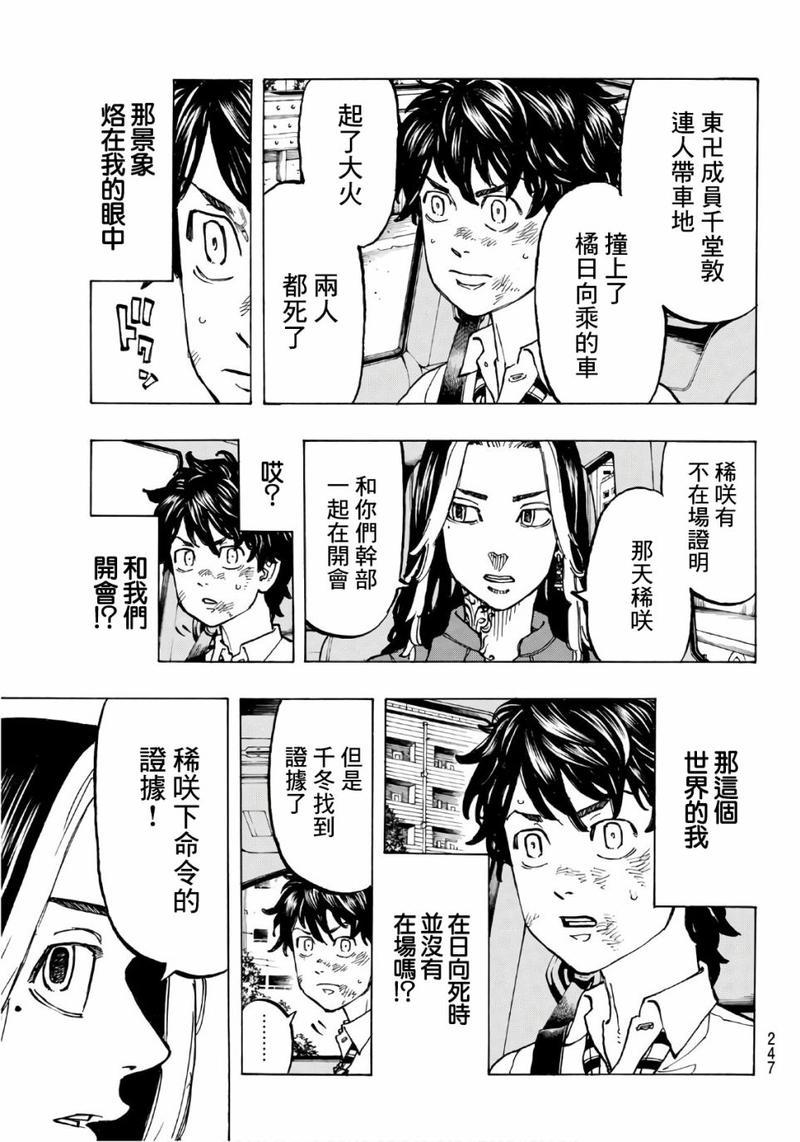 東卍成員千堂敦
連人帶車地
撞上了
橘日向乘的車
起了大火
兩人
都死了
那景象
烙在我的眼中
ドクン
稀咲有
不在場證明
那天稀咲
和你們幹部
一起在開會
哎?
和我們
開會!?
那這個
世界的我
在日向死時
並沒有
在場嗎!?
但是
千冬找到
證據了
………
稀咲下命令的
證據!
247